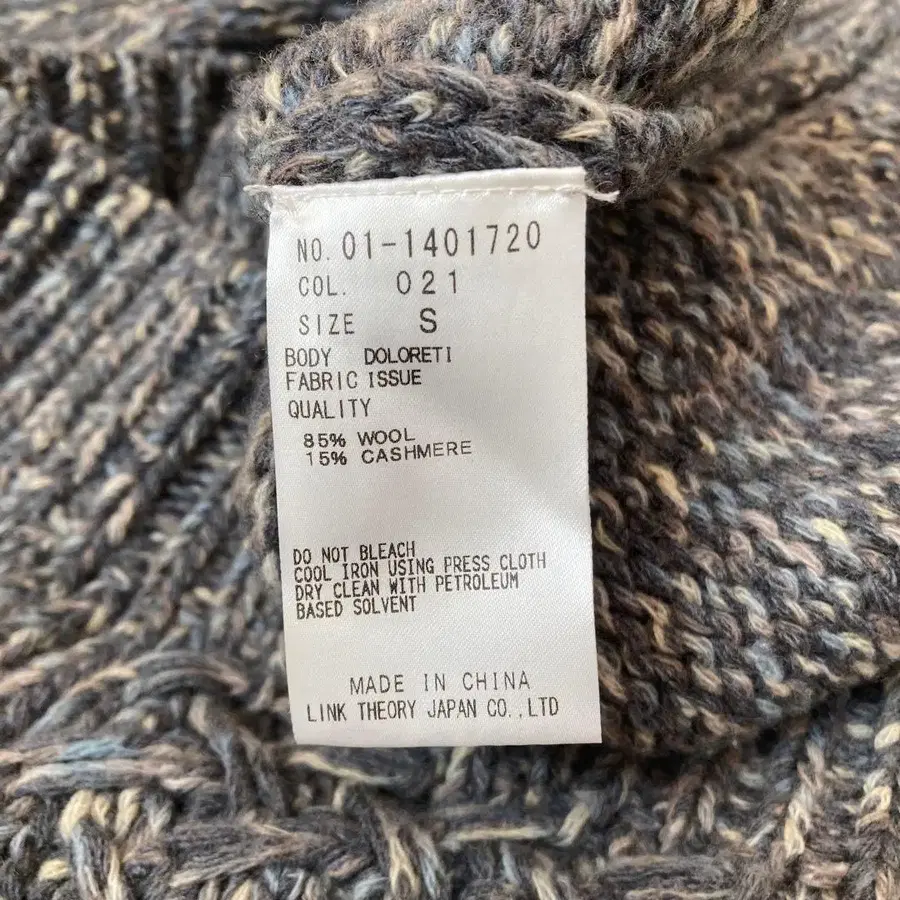 NO. 01-1401720
COL. 021
SIZE S
BODY DOLORETI
FABRIC ISSUE
QUALITY
85% WOOL
15% CASHMERE
DO NOT BLEACH
COOL IRON USING PRESS CLOTH
DRY CLEAN WITH PETROLEUM
BASED SOLVENT
MADE IN CHINA
LINK THEORY JAPAN CO.,LTD